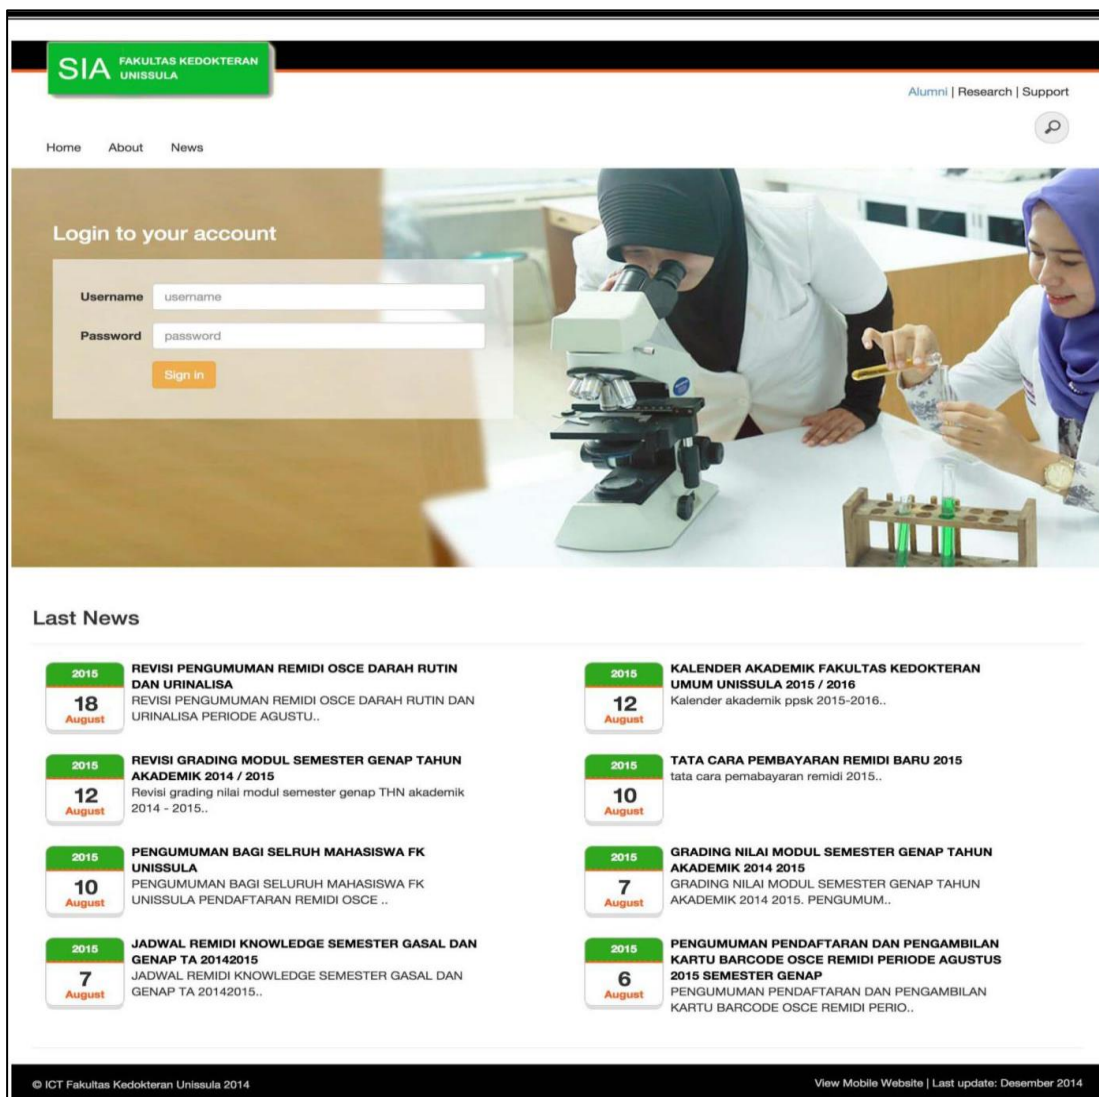 SIA FAKULTAS KEDOKTERAN
UNISSULA
Alumni | Research | Support
Home About News
Login to your account
Username username
Password password
Sign in
Last News
2015
18
August
REVISI PENGUMUMAN REMIDI OSCE DARAH RUTIN
DAN URINALISA
REVISI PENGUMUMAN REMIDI OSCE DARAH RUTIN DAN
URINALISA PERIODE AGUSTU..
2015
12
August
KALENDER AKADEMIK FAKULTAS KEDOKTERAN
UMUM UNISSULA 2015 / 2016
Kalender akademik ppsk 2015-2016..
2015
12
August
REVISI GRADING MODUL SEMESTER GENAP TAHUN
AKADEMIK 2014 / 2015
Revisi grading nilai modul semester genap THN akademik
2014 - 2015..
2015
10
August
TATA CARA PEMBAYARAN REMIDI BARU 2015
tata cara pemabayaran remidi 2015..
2015
10
August
PENGUMUMAN BAGI SELRUH MAHASISWA FK
UNISSULA
PENGUMUMAN BAGI SELURUH MAHASISWA FK
UNISSULA PENDAFTARAN REMIDI OSCE ..
2015
7
August
GRADING NILAI MODUL SEMESTER GENAP TAHUN
AKADEMIK 2014 2015
GRADING NILAI MODUL SEMESTER GENAP TAHUN
AKADEMIK 2014 2015. PENGUMUM..
2015
7
August
JADWAL REMIDI KNOWLEDGE SEMESTER GASAL DAN
GENAP TA 20142015
JADWAL REMIDI KNOWLEDGE SEMESTER GASAL DAN
GENAP TA 20142015..
2015
6
August
PENGUMUMAN PENDAFTARAN DAN PENGAMBILAN
KARTU BARCODE OSCE REMIDI PERIODE AGUSTUS
2015 SEMESTER GENAP
PENGUMUMAN PENDAFTARAN DAN PENGAMBILAN
KARTU BARCODE OSCE REMIDI PERIO..
© ICT Fakultas Kedokteran Unissula 2014
View Mobile Website | Last update: Desember 2014